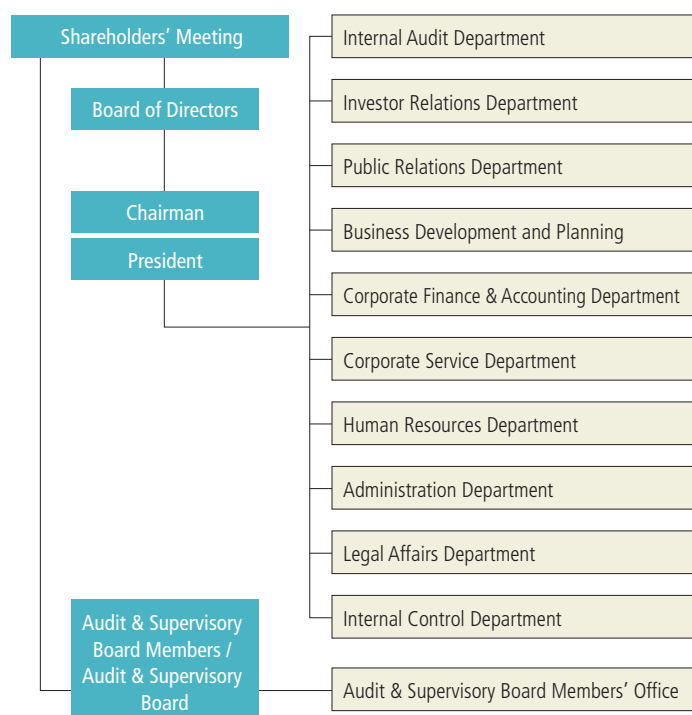 Shareholders’ Meeting
Board of Directors
Chairman
President
Audit & Supervisory
Board Members /
Audit & Supervisory
Board
Internal Audit Department
Investor Relations Department
Public Relations Department
Business Development and Planning
Corporate Finance & Accounting Department
Corporate Service Department
Human Resources Department
Administration Department
Legal Affairs Department
Internal Control Department
Audit & Supervisory Board Members’ Office